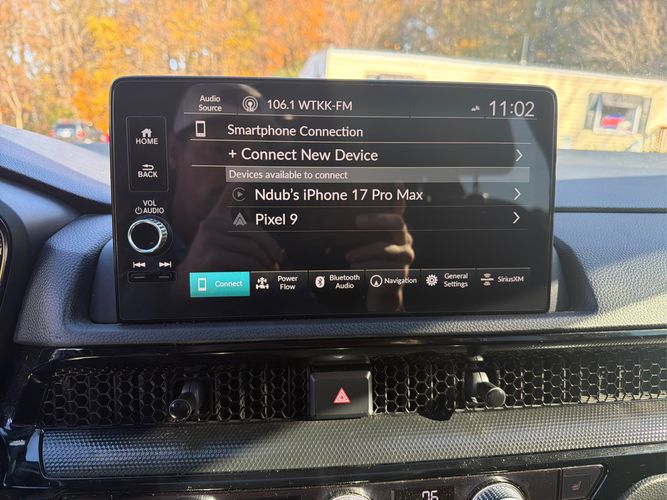 Audio Source
106.1 WTKK-FM
11:02
HOME
BACK
VOL
AUDIO
Smartphone Connection
+ Connect New Device
Devices available to connect
Ndub's iPhone 17 Pro Max
Pixel 9
Connect
Power Flow
Bluetooth Audio
Navigation
General Settings
SiriusXM
76